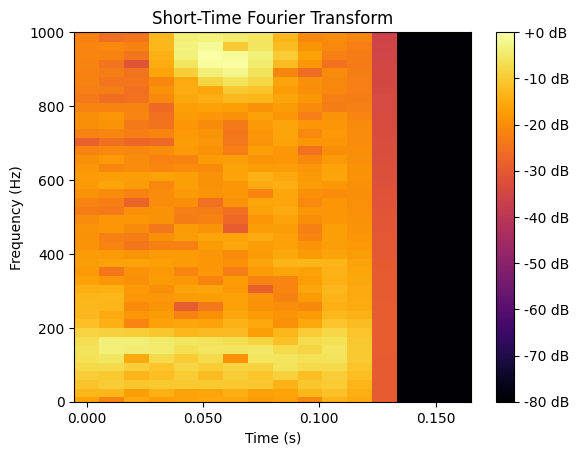 Short-Time Fourier Transform
1000
800
600
400
200
0
Frequency (Hz)
0.000
0.050
0.100
0.150
Time (s)
+0 dB
-10 dB
-20 dB
-30 dB
-40 dB
-50 dB
-60 dB
-70 dB
-80 dB